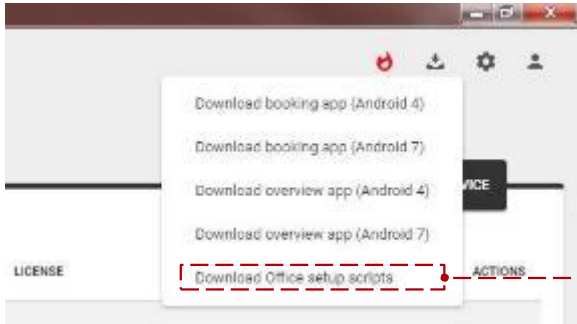 Download booking app (Android 4)
Download booking app (Android 7)
Download overview app (Android 4)
VICE
Download overview app (Android 7)
LICENSE
Download Office setup scripts
ACTIONS